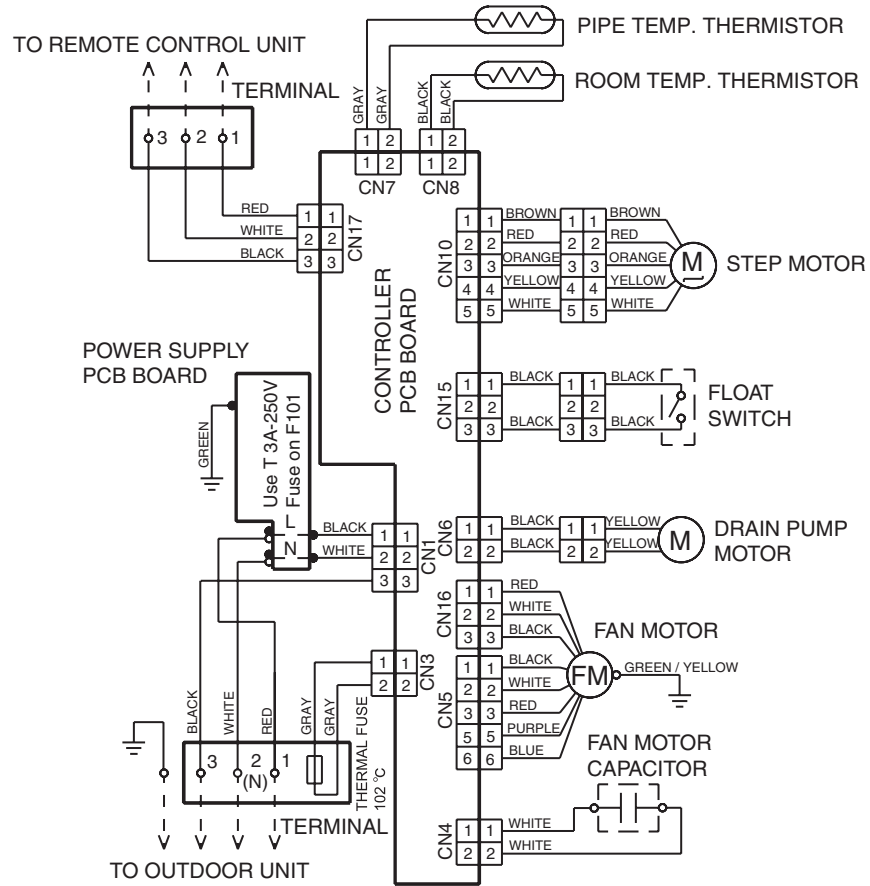 PIPE TEMP. THERMISTOR
TO REMOTE CONTROL UNIT
ROOM TEMP. THERMISTOR
TERMINAL
GRAY
GRAY
BLACK
BLACK
3 2 1
1 2
1 2
1 2
1 2
CN7
CN8
RED
WHITE
BLACK
1 1
2 2
3 3
CN17
CN10
1 1
2 2
3 3
4 4
5 5
BROWN
RED
ORANGE
YELLOW
WHITE
1 1
2 2
3 3
4 4
5 5
BROWN
RED
ORANGE
YELLOW
WHITE
M
STEP MOTOR
CONTROLLER
PCB BOARD
POWER SUPPLY
PCB BOARD
GREEN
Use T 3A-250V
Fuse on F101
L
N
CN15
1 1
2 2
3 3
BLACK
BLACK
1 1
2 2
3 3
BLACK
BLACK
FLOAT
SWITCH
BLACK
WHITE
1 1
2 2
3 3
CN1
CN6
1 1
2 2
BLACK
BLACK
1 1
2 2
YELLOW
YELLOW
M
DRAIN PUMP
MOTOR
CN16
1 1
2 2
3 3
RED
WHITE
BLACK
FAN MOTOR
CN5
1 1
2 2
3 3
5 5
6 6
BLACK
WHITE
RED
PURPLE
BLUE
FM
GREEN / YELLOW
1 1
2 2
CN3
BLACK
WHITE
RED
GRAY
GRAY
THERMAL FUSE
102 °C
3 2 1
(N)
TERMINAL
TO OUTDOOR UNIT
FAN MOTOR
CAPACITOR
CN4
1 1
2 2
WHITE
WHITE